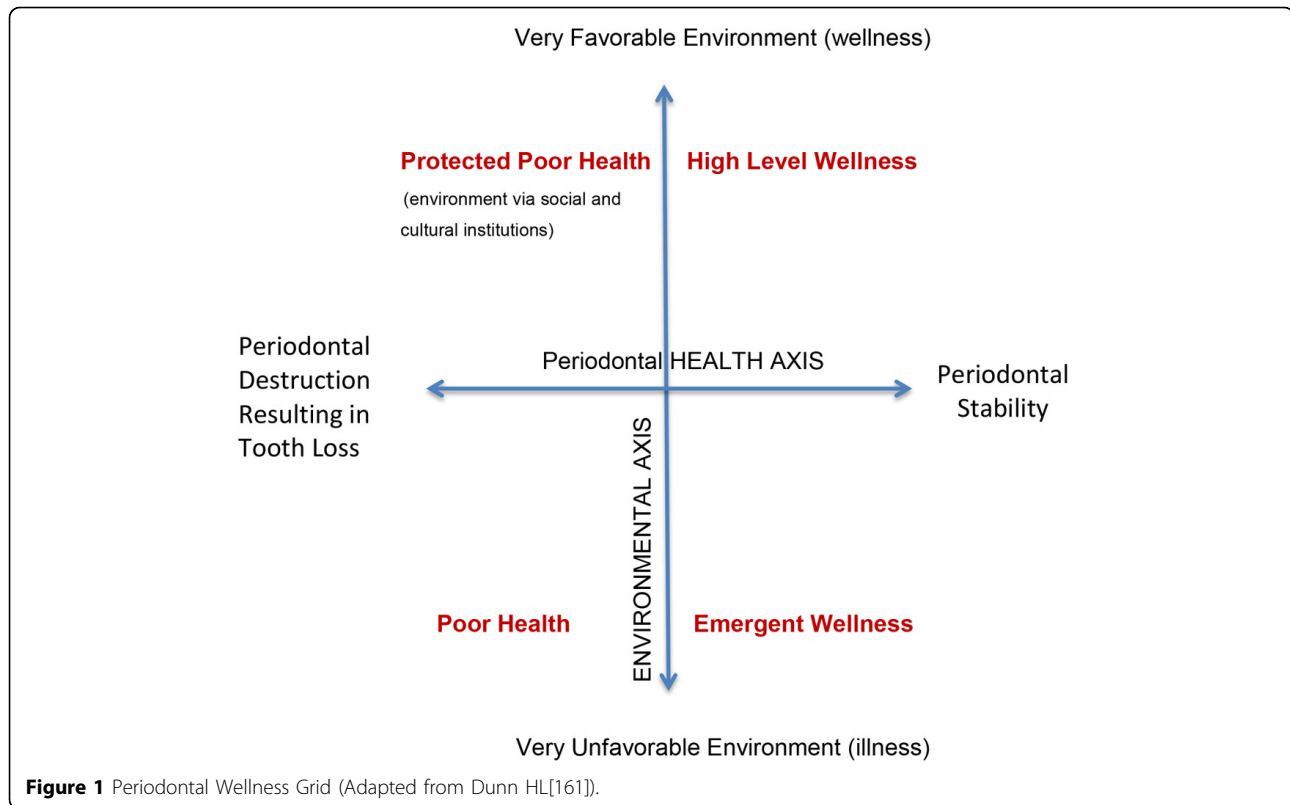 Very Favorable Environment (wellness)
Protected Poor Health
(environment via social and
cultural institutions)
High Level Wellness
Periodontal
Destruction
Resulting in
Tooth Loss
Periodontal HEALTH AXIS
Periodontal
Stability
ENVIRONMENTAL AXIS
Poor Health
Emergent Wellness
Very Unfavorable Environment (illness)
Figure 1 Periodontal Wellness Grid (Adapted from Dunn HL[161]).